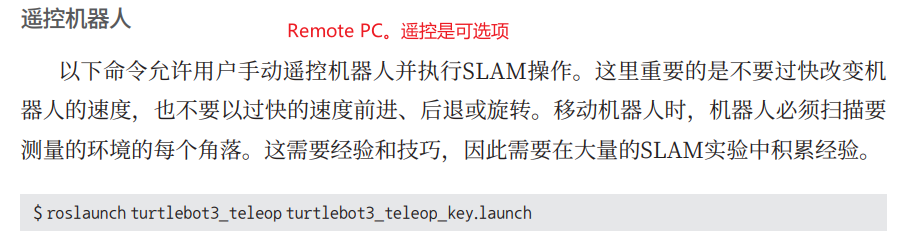 遥控机器人
Remote PC。遥控是可选项
以下命令允许用户手动遥控机器人并执行SLAM操作。这里重要的是不要过快改变机
器人的速度，也不要以过快的速度前进、后退或旋转。移动机器人时，机器人必须扫描要
测量的环境的每个角落。这需要经验和技巧，因此需要在大量的SLAM实验中积累经验。
$ roslaunch turtlebot3_teleop turtlebot3_teleop_key.launch